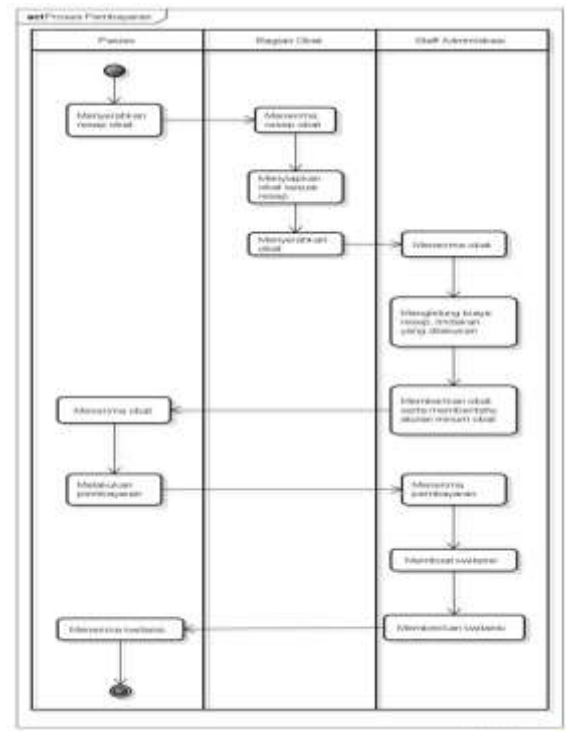 act Proses Pembayaran
Pasien
Bagian Obat
Staff Administrasi
Menyerahkan
resep obat
Menerima
resep obat
Menyiapkan
obat sesuai
resep
Menyerahkan
obat
Menerima obat
Menghitung biaya
resep, tindakan
yang dilakukan
Memberikan obat
serta memberitahu
aturan minum obat
Menerima obat
Melakukan
pembayaran
Menerima
pembayaran
Membuat kwitansi
Memberikan kwitansi
Menerima kwitansi